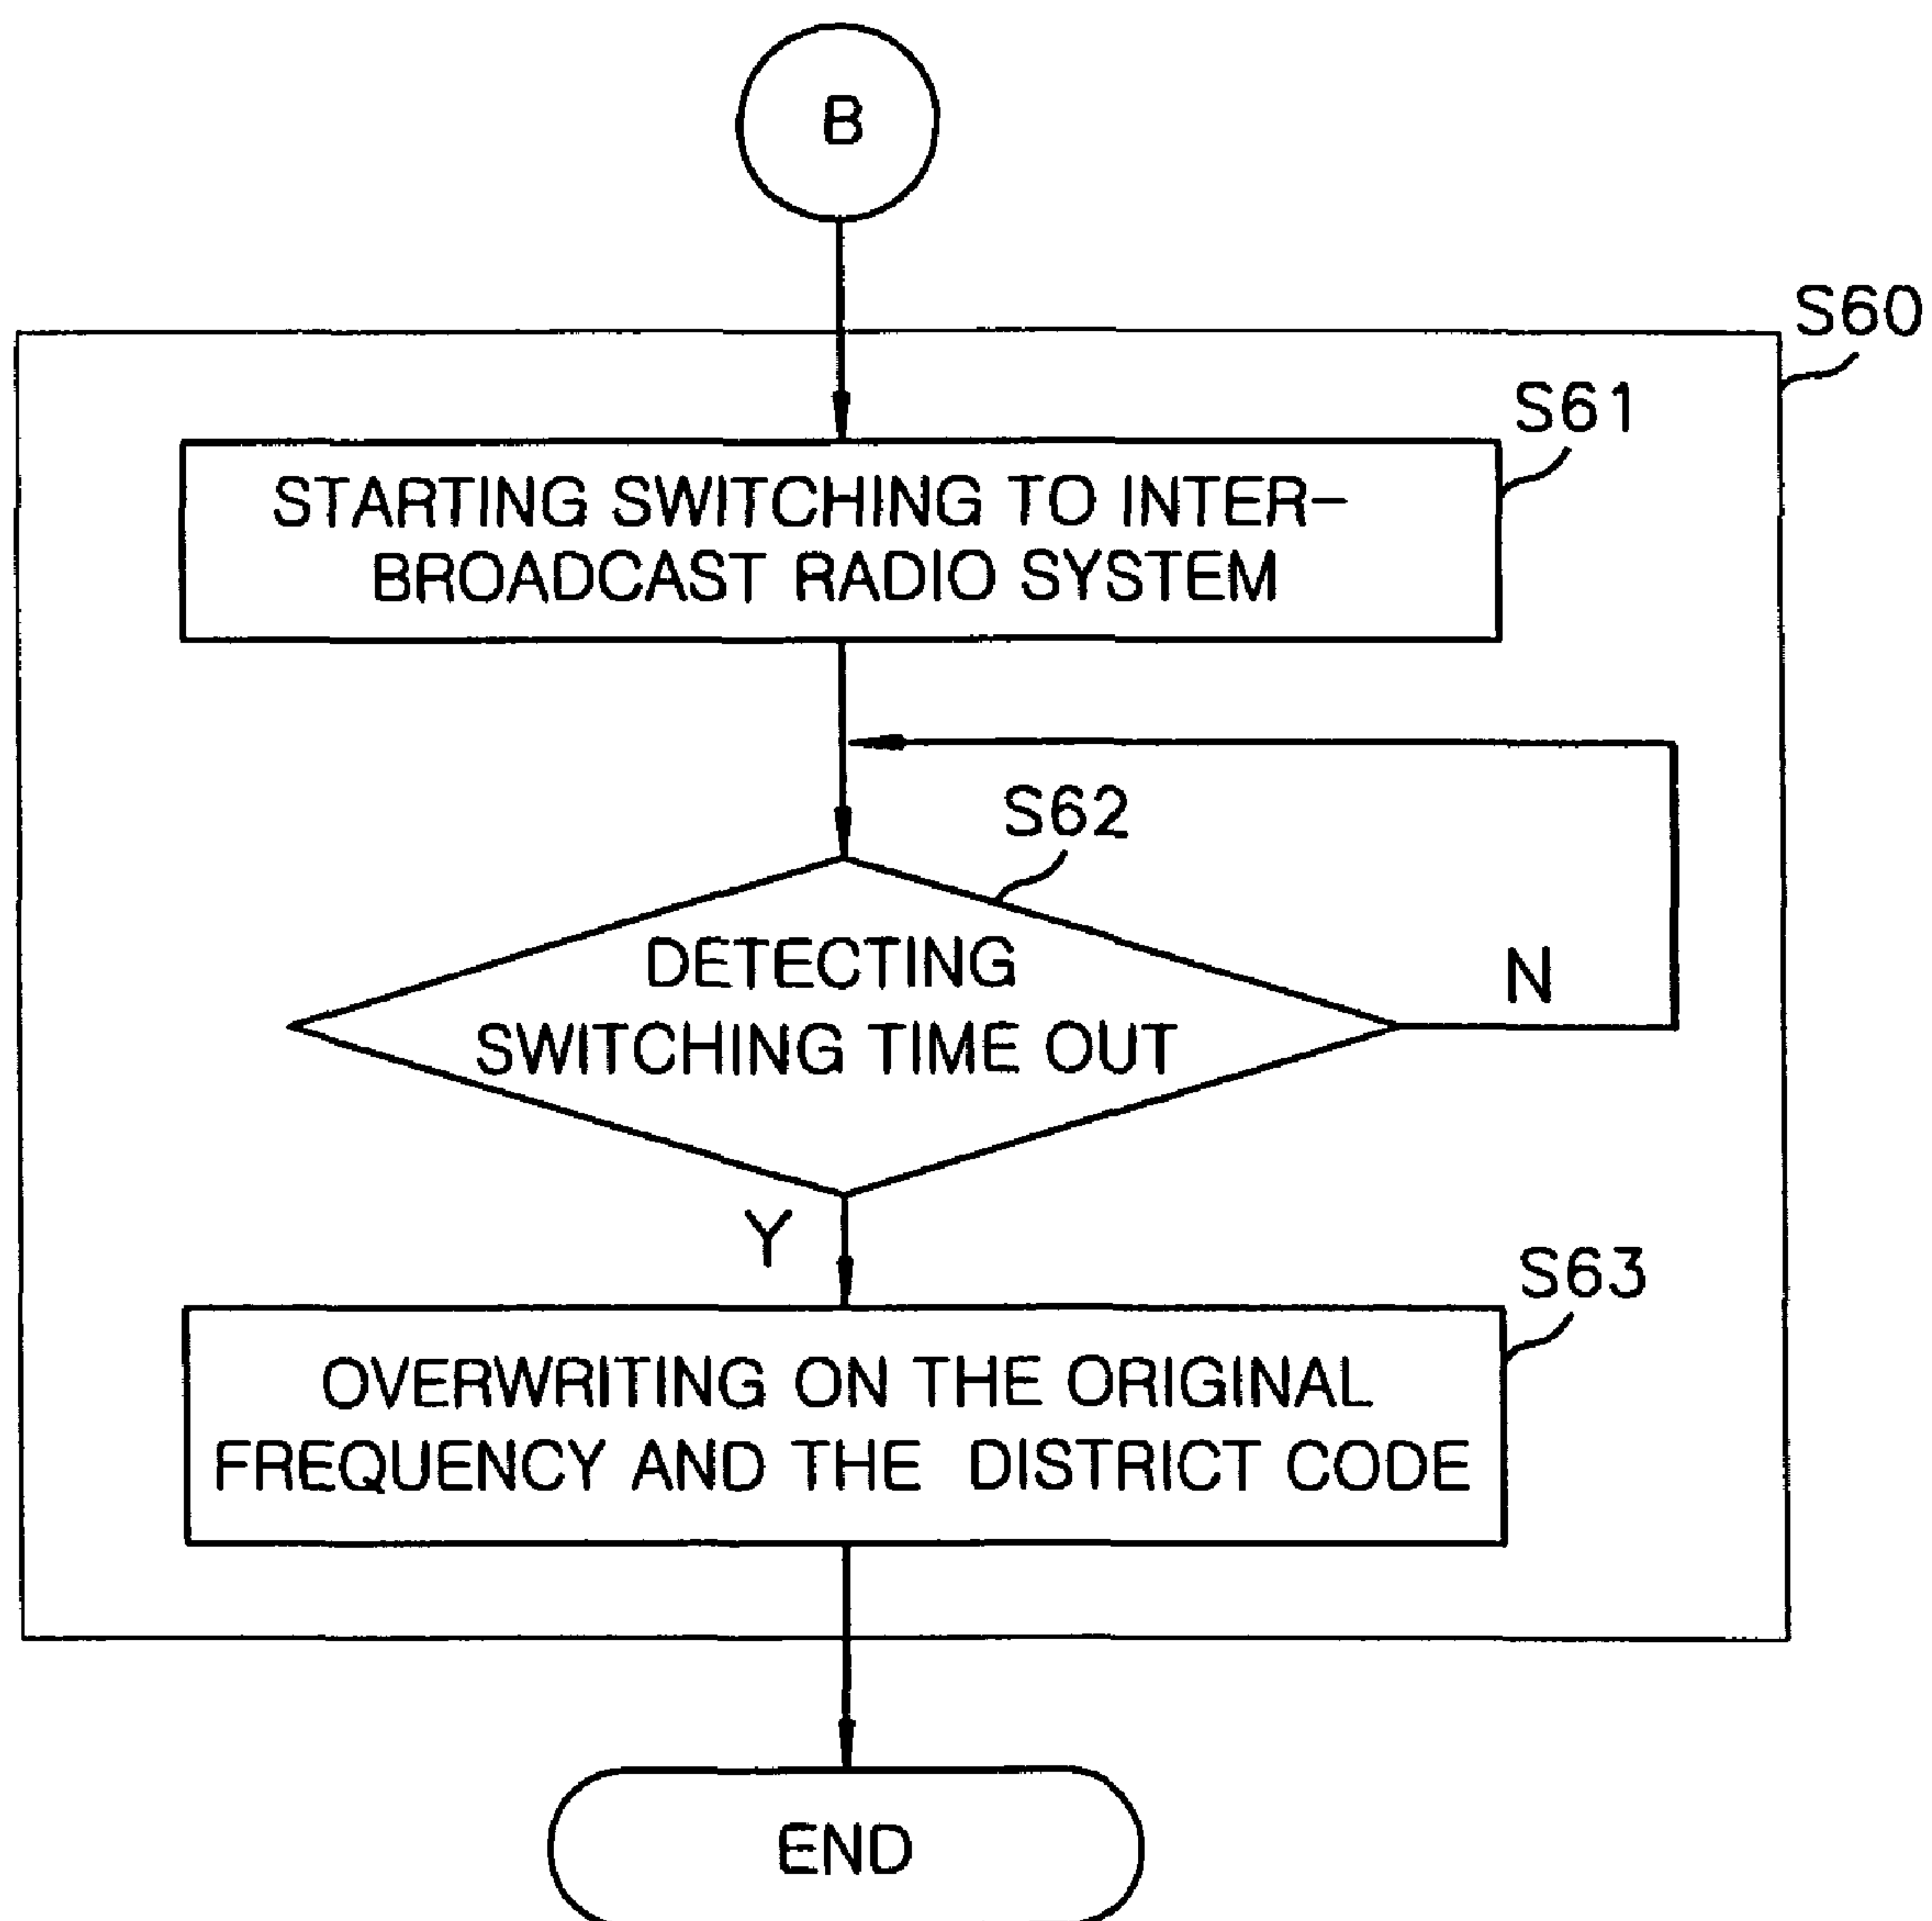 B
S60
S61
STARTING SWITCHING TO INTER-
BROADCAST RADIO SYSTEM
S62
DETECTING
SWITCHING TIME OUT
N
Y
S63
OVERWRITING ON THE ORIGINAL
FREQUENCY AND THE DISTRICT CODE
END